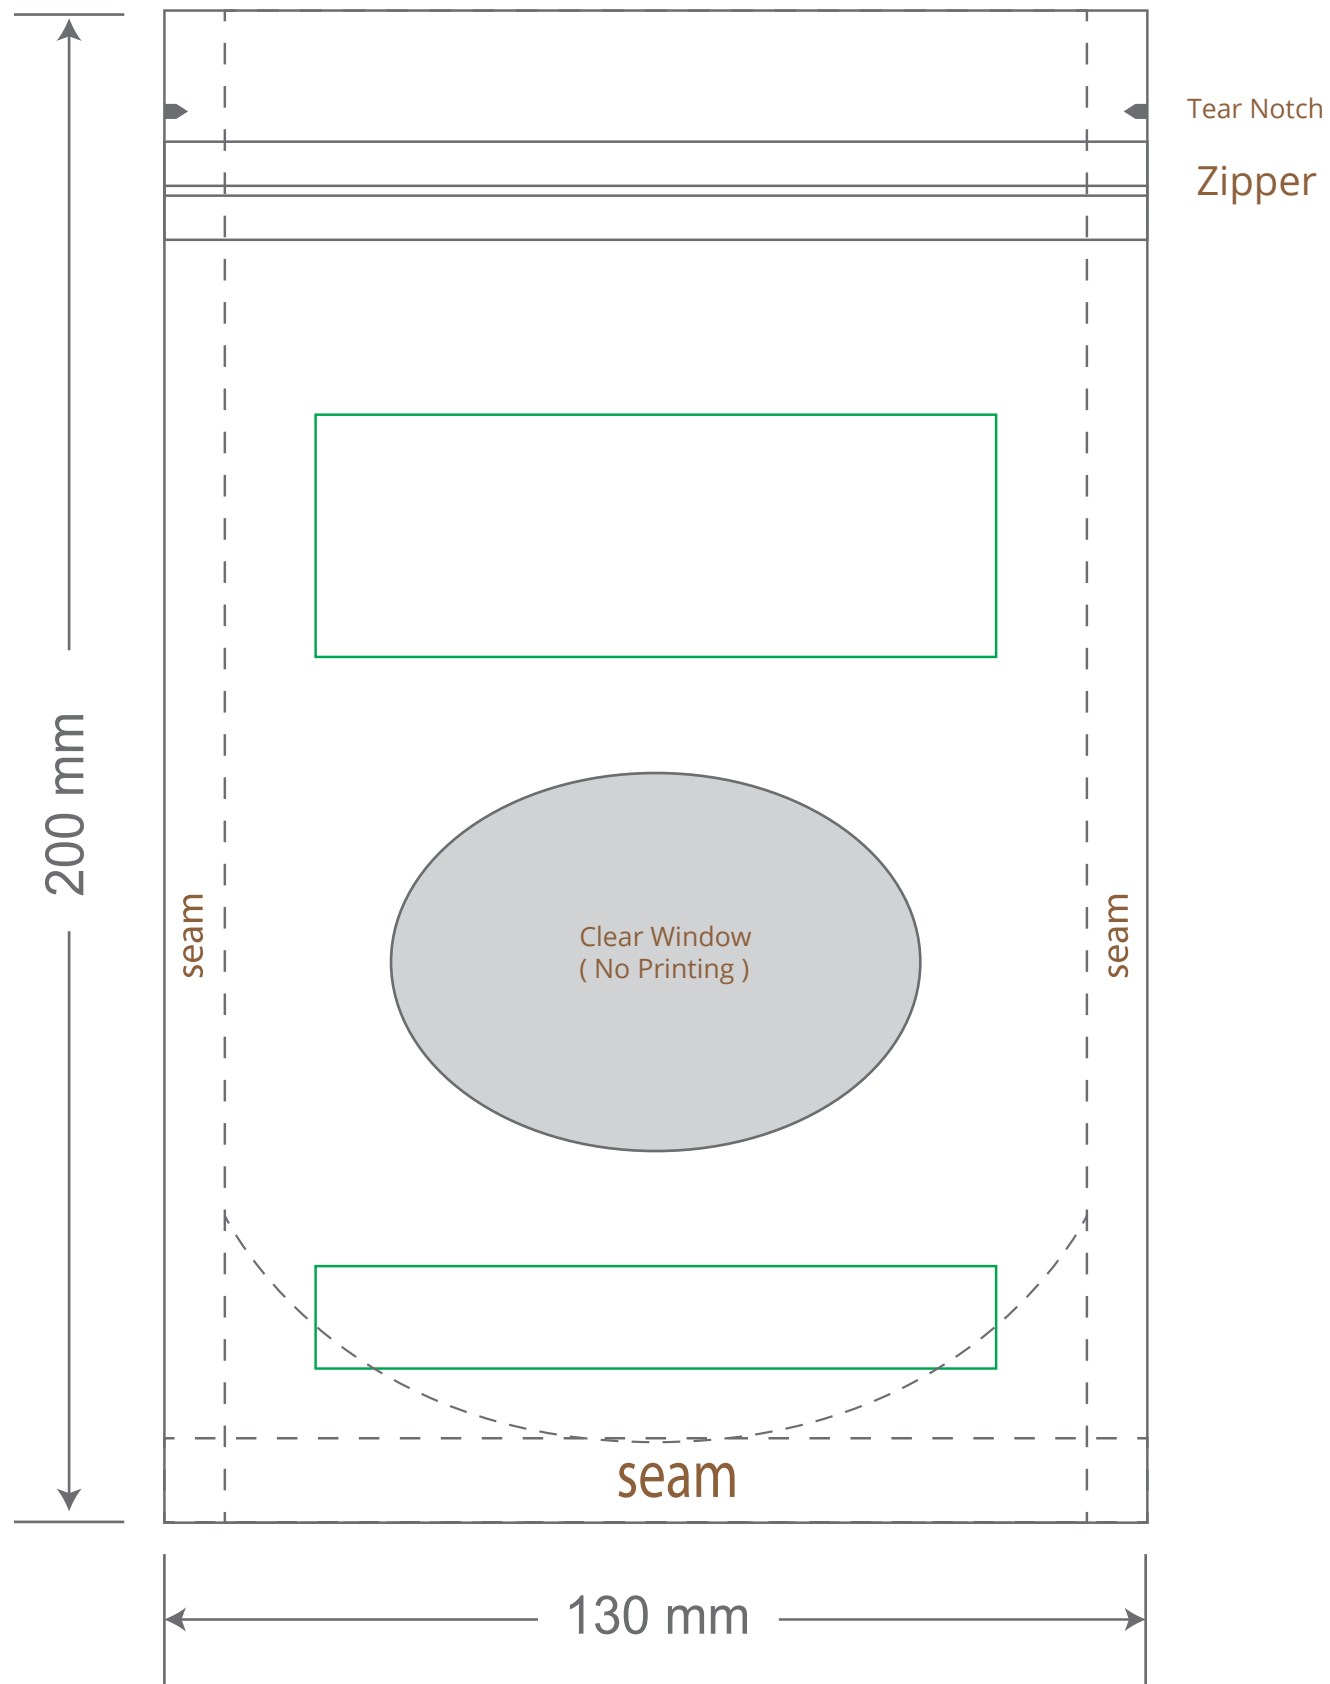 Tear Notch
Zipper
200 mm
seam
Clear Window
( No Printing )
seam
seam
130 mm